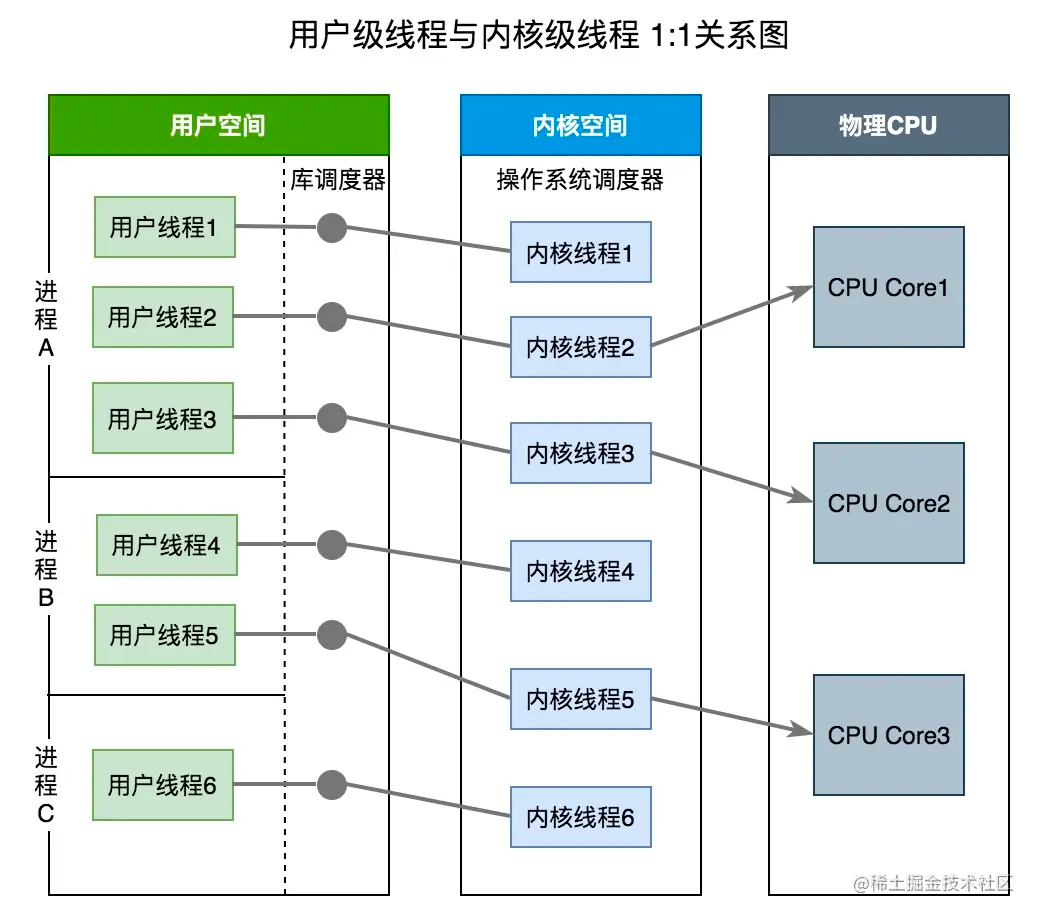 用户级线程与内核级线程 1:1关系图
用户空间
内核空间
物理CPU
库调度器
操作系统调度器
进程A
用户线程1
用户线程2
用户线程3
进程B
用户线程4
用户线程5
进程C
用户线程6
内核线程1
内核线程2
内核线程3
内核线程4
内核线程5
内核线程6
CPU Core1
CPU Core2
CPU Core3
@稀土掘金技术社区